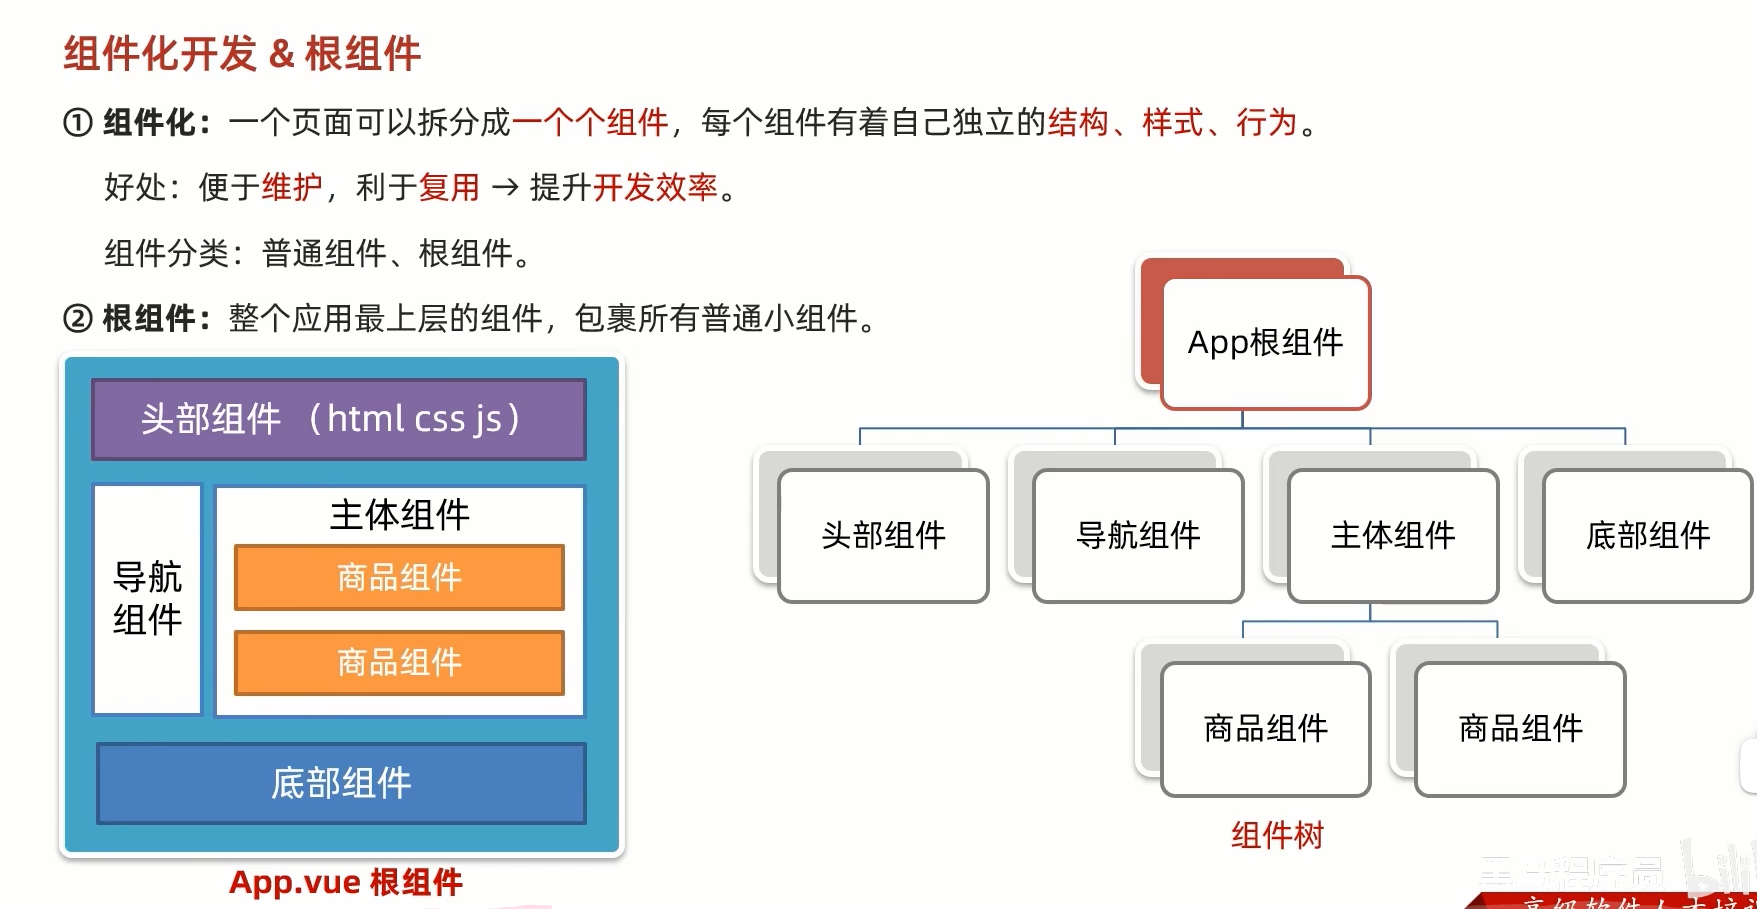 组件化开发 & 根组件
① 组件化：一个页面可以拆分成一个个组件，每个组件有着自己独立的结构、样式、行为。
好处：便于维护，利于复用 → 提升开发效率。
组件分类：普通组件、根组件。
② 根组件：整个应用最上层的组件，包裹所有普通小组件。
头部组件 （html css js）
导航
组件
主体组件
商品组件
商品组件
底部组件
App.vue 根组件
App根组件
头部组件
导航组件
主体组件
底部组件
商品组件
商品组件
组件树